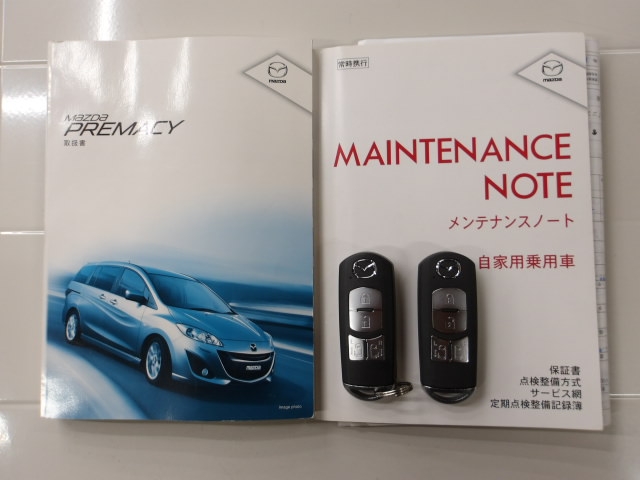 mazda
mazda
PREMACY
取扱書
Image photo
常時携行
mazda
MAINTENANCE
NOTE
メンテナンスノート
自家用乗用車
保証書
点検整備方式
サービス網
定期点検整備記録簿